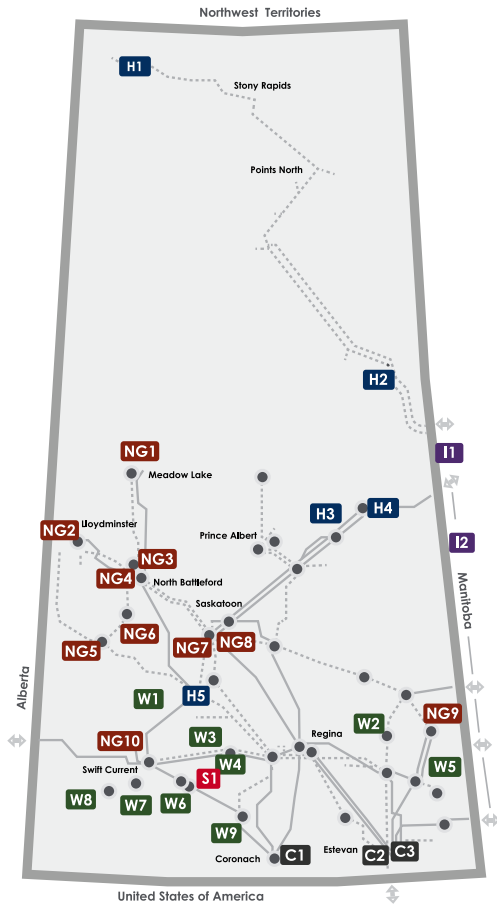 Northwest Territories
H1
Stony Rapids
Points North
H2
NG1
I1
Meadow Lake
H3
H4
NG2
Lloydminster
Prince Albert
I2
NG3
NG4
North Battleford
Saskatoon
Manitoba
NG6
NG5
NG7
NG8
Alberta
W1
H5
NG9
W2
NG10
W3
Regina
W4
W5
Swift Current
S1
W8
W7
W6
W9
Coronach
C1
Estevan
C2
C3
United States of America